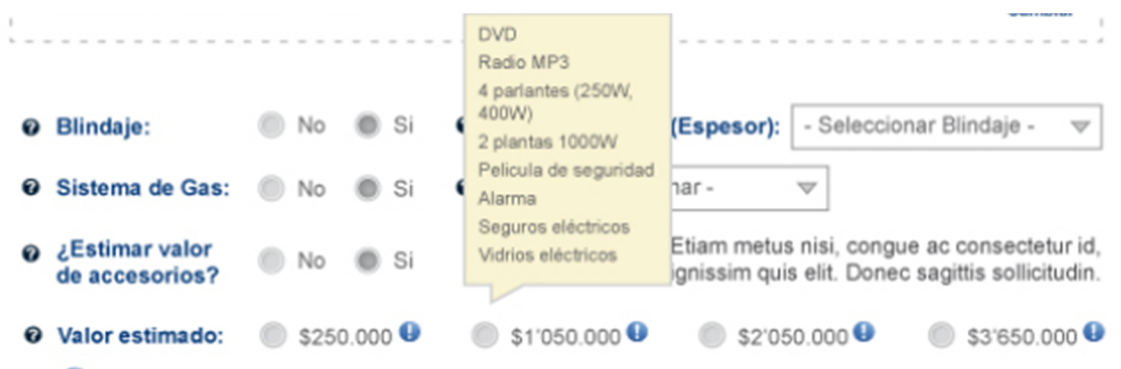 DVD
Radio MP3
4 parlantes (250W,
400W)
2 plantas 1000W
Pelicula de seguridad
Alarma
Seguros eléctricos
Vidrios eléctricos
Blindaje: No Si (Espesor): - Seleccionar Blindaje -
Sistema de Gas: No Si
¿Estimar valor
de accesorios? No Si
Etiam metus nisi, congue ac consectetur id,
quis elit. Donec sagittis sollicitudin.
Valor estimado: $250.000 $1'050.000 $2'050.000 $3'650.000